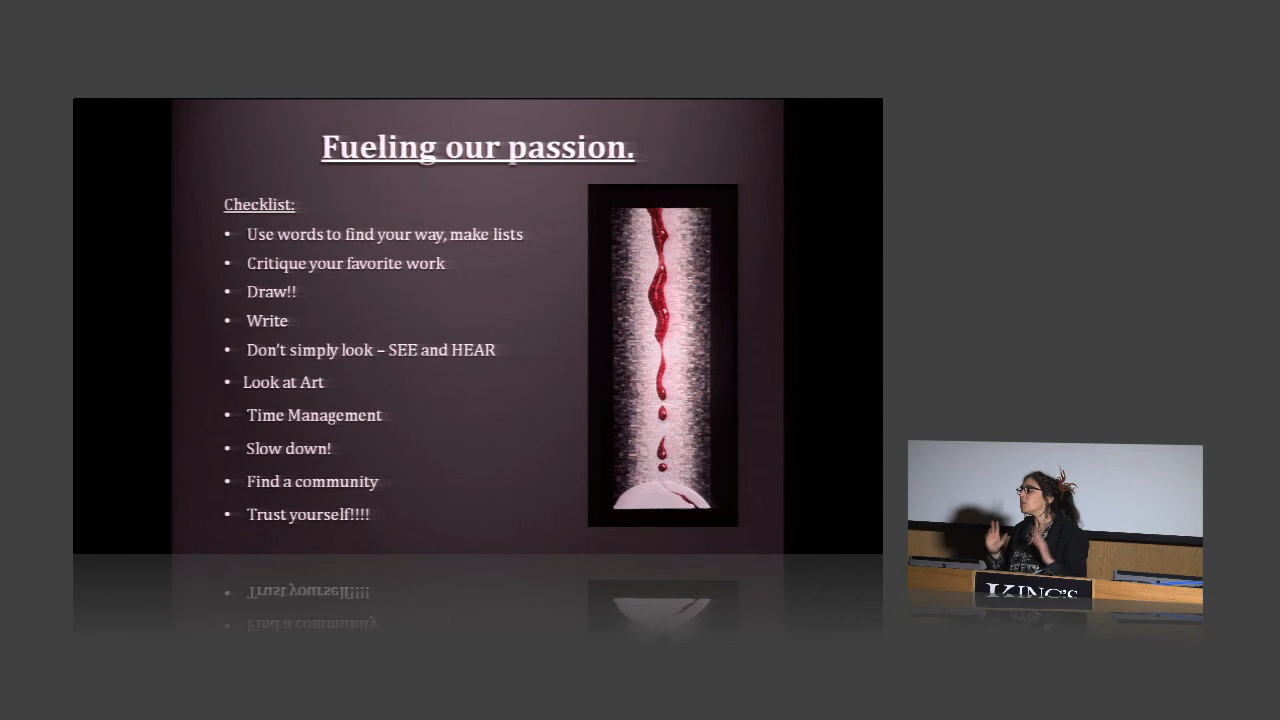 Fueling our passion.
Checklist:
• Use words to find your way, make lists
• Critique your favorite work
• Draw!!
• Write
• Don't simply look – SEE and HEAR
• Look at Art
• Time Management
• Slow down!
• Find a community
• Trust yourself!!!!
KING'S